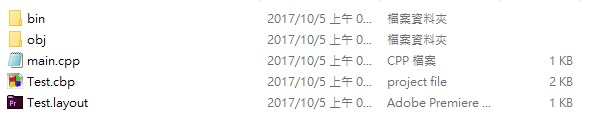 bin 2017/10/5 上午 0... 檔案資料夾
obj 2017/10/5 上午 0... 檔案資料夾
main.cpp 2017/10/5 上午 0... CPP 檔案 1 KB
Test.cbp 2017/10/5 上午 0... project file 2 KB
Test.layout 2017/10/5 上午 0... Adobe Premiere ... 1 KB